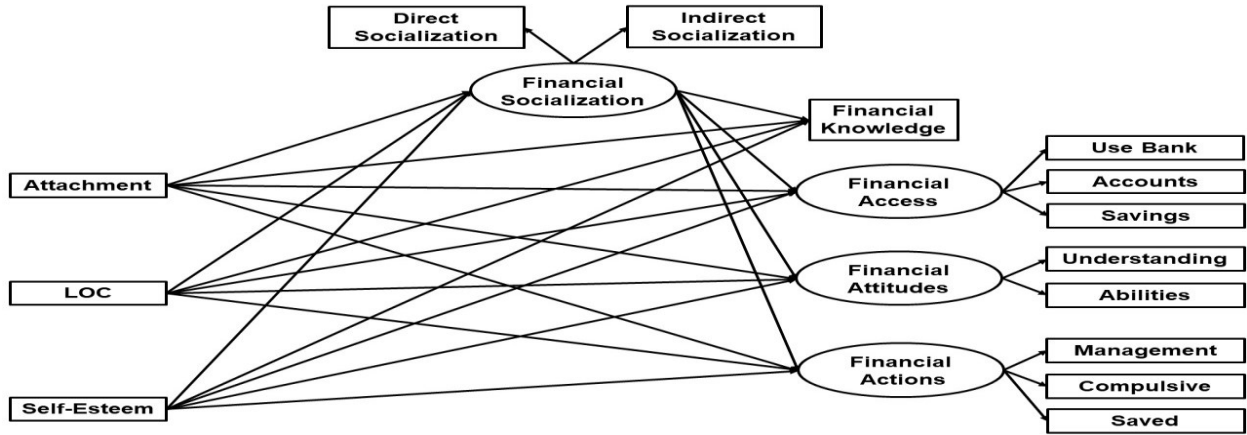 Direct
Socialization
Indirect
Socialization
Financial
Socialization
Financial
Knowledge
Use Bank
Attachment
Financial
Access
Accounts
Savings
LOC
Financial
Attitudes
Understanding
Abilities
Financial
Actions
Management
Compulsive
Self-Esteem
Saved